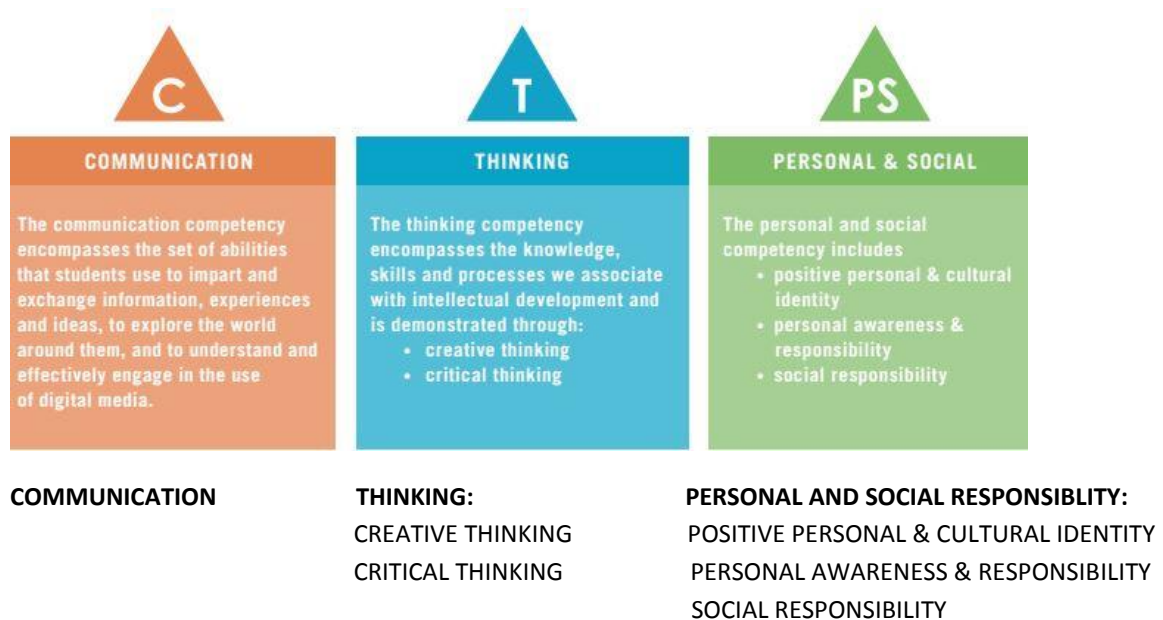 C
COMMUNICATION
The communication competency
encompasses the set of abilities
that students use to impart and
exchange information, experiences
and ideas, to explore the world
around them, and to understand and
effectively engage in the use
of digital media.
T
THINKING
The thinking competency
encompasses the knowledge,
skills and processes we associate
with intellectual development and
is demonstrated through:
• creative thinking
• critical thinking
PS
PERSONAL & SOCIAL
The personal and social
competency includes
• positive personal & cultural
identity
• personal awareness &
responsibility
• social responsibility
COMMUNICATION
THINKING:
CREATIVE THINKING
CRITICAL THINKING
PERSONAL AND SOCIAL RESPONSIBLITY:
POSITIVE PERSONAL & CULTURAL IDENTITY
PERSONAL AWARENESS & RESPONSIBILITY
SOCIAL RESPONSIBILITY